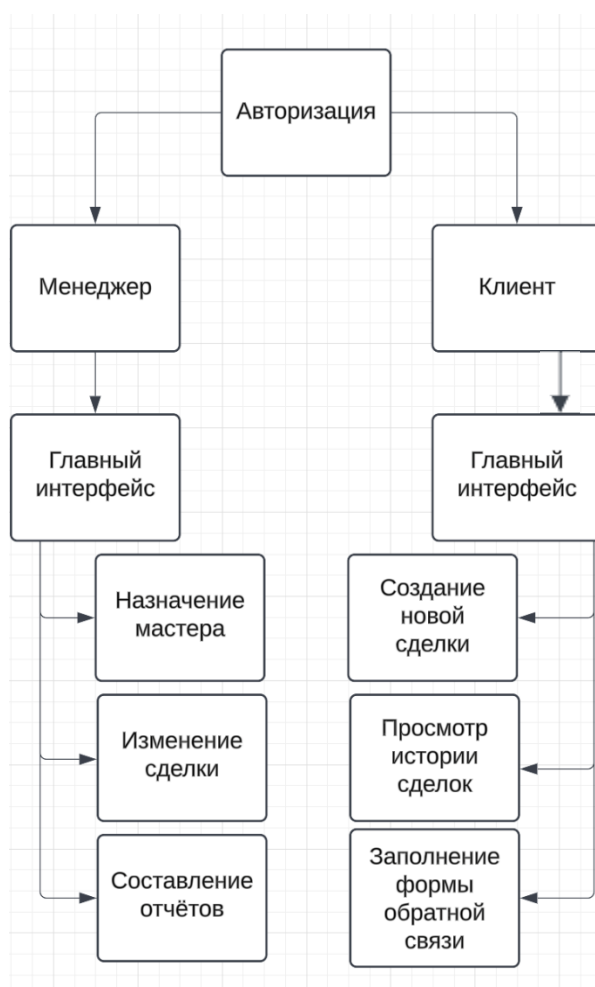 Авторизация
Менеджер
Клиент
Главный
интерфейс
Главный
интерфейс
Назначение
мастера
Создание
новой
сделки
Изменение
сделки
Просмотр
истории
сделок
Составление
отчётов
Заполнение
формы
обратной
связи